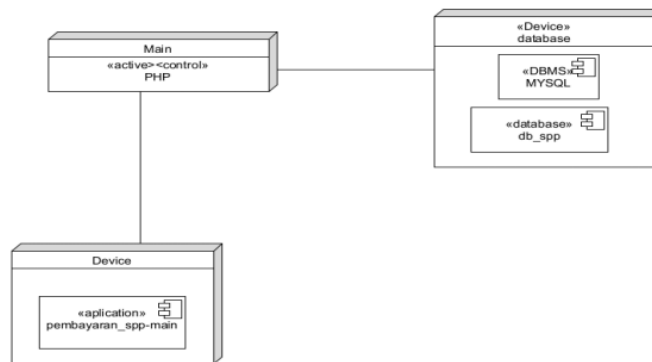 Main
«active><control»
PHP
«Device»
database
«DBMS»
MYSQL
«database»
db_spp
Device
«aplication»
pembayaran_spp-main